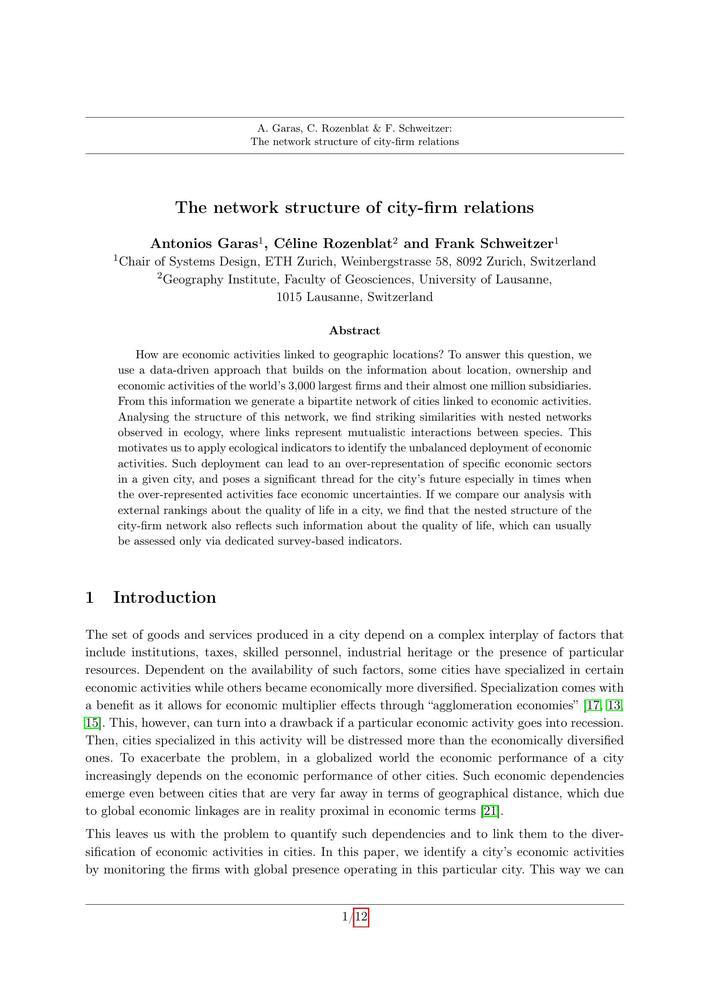 A. Garas, C. Rozenblat & F. Schweitzer:
The network structure of city-firm relations
The network structure of city-firm relations
Antonios Garas¹, Céline Rozenblat² and Frank Schweitzer¹
¹Chair of Systems Design, ETH Zurich, Weinbergstrasse 58, 8092 Zurich, Switzerland
²Geography Institute, Faculty of Geosciences, University of Lausanne,
1015 Lausanne, Switzerland
Abstract
How are economic activities linked to geographic locations? To answer this question, we
use a data-driven approach that builds on the information about location, ownership and
economic activities of the world's 3,000 largest firms and their almost one million subsidiaries.
From this information we generate a bipartite network of cities linked to economic activities.
Analysing the structure of this network, we find striking similarities with nested networks
observed in ecology, where links represent mutualistic interactions between species. This
motivates us to apply ecological indicators to identify the unbalanced deployment of economic
activities. Such deployment can lead to an over-representation of specific economic sectors
in a given city, and poses a significant thread for the city's future especially in times when
the over-represented activities face economic uncertainties. If we compare our analysis with
external rankings about the quality of life in a city, we find that the nested structure of the
city-firm network also reflects such information about the quality of life, which can usually
be assessed only via dedicated survey-based indicators.
1 Introduction
The set of goods and services produced in a city depend on a complex interplay of factors that
include institutions, taxes, skilled personnel, industrial heritage or the presence of particular
resources. Dependent on the availability of such factors, some cities have specialized in certain
economic activities while others became economically more diversified. Specialization comes with
a benefit as it allows for economic multiplier effects through “agglomeration economies” [17, 13,
15]. This, however, can turn into a drawback if a particular economic activity goes into recession.
Then, cities specialized in this activity will be distressed more than the economically diversified
ones. To exacerbate the problem, in a globalized world the economic performance of a city
increasingly depends on the economic performance of other cities. Such economic dependencies
emerge even between cities that are very far away in terms of geographical distance, which due
to global economic linkages are in reality proximal in economic terms [21].
This leaves us with the problem to quantify such dependencies and to link them to the diver-
sification of economic activities in cities. In this paper, we identify a city's economic activities
by monitoring the firms with global presence operating in this particular city. This way we can
1/12